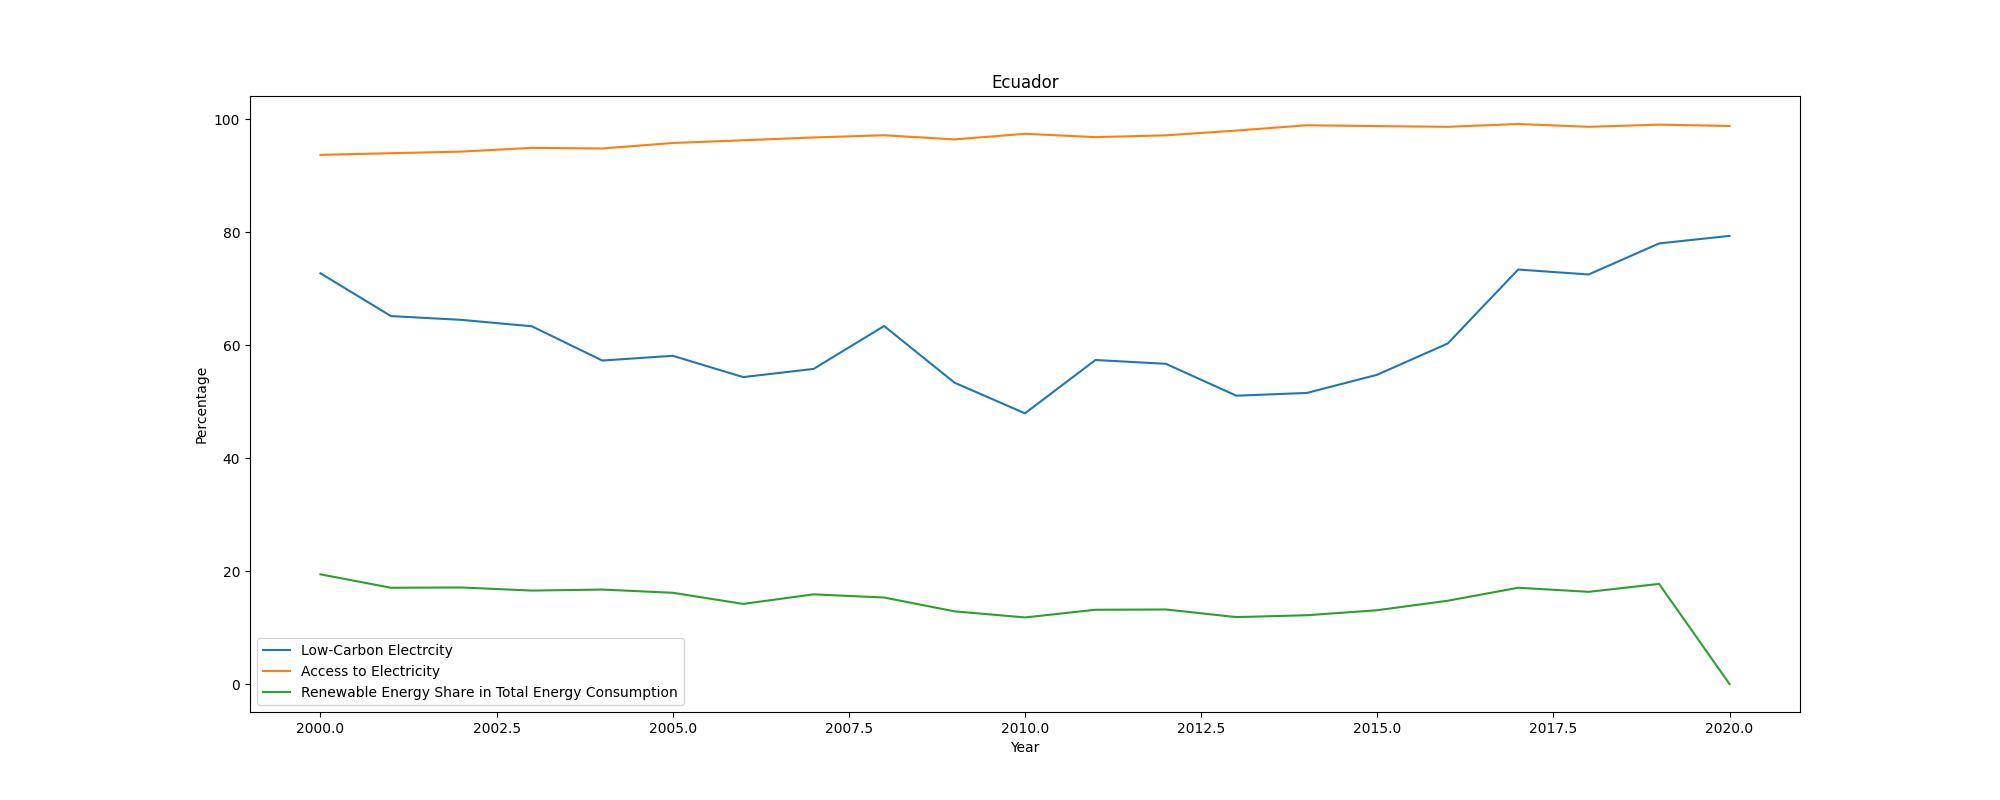 Ecuador
100
80
60
40
20
0
Percentage
Low-Carbon Electrcity
Access to Electricity
Renewable Energy Share in Total Energy Consumption
2000.0 2002.5 2005.0 2007.5 2010.0 2012.5 2015.0 2017.5 2020.0
Year